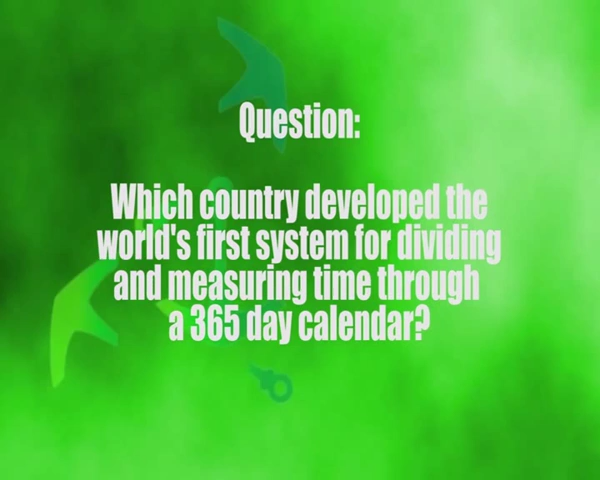 Question:
Which country developed the
world's first system for dividing
and measuring time through
a 365 day calendar?